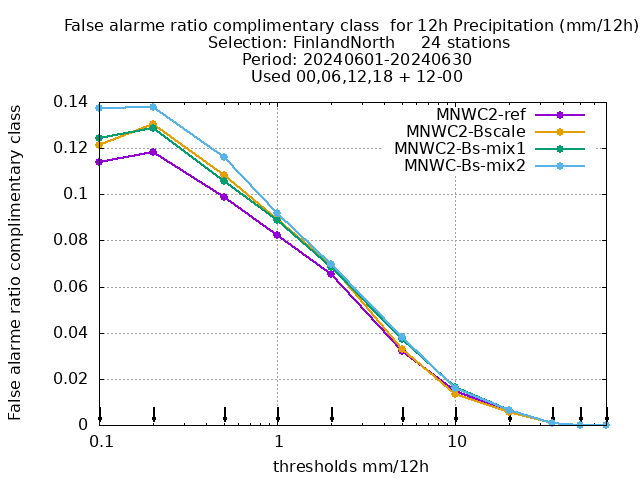 False alarme ratio complimentary class  for 12h Precipitation (mm/12h)
Selection: FinlandNorth     24 stations
Period: 20240601-20240630
Used 00,06,12,18 + 12-00
False alarme ratio complimentary class
0.14
0.12
0.1
0.08
0.06
0.04
0.02
0
MNWC2-ref
MNWC2-Bscale
MNWC2-Bs-mix1
MNWC-Bs-mix2
0.1 1 10
thresholds mm/12h